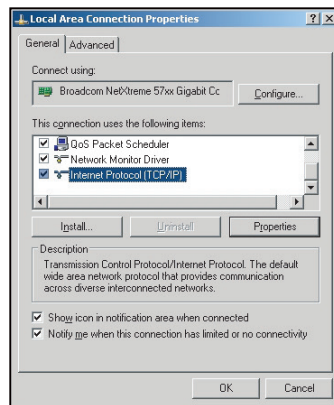 Local Area Connection Properties
General Advanced
Connect using:
Broadcom NetXtreme 57xx Gigabit Cc Configure...
This connection uses the following items:
QoS Packet Scheduler
Network Monitor Driver
Internet Protocol (TCP/IP)
Install... Uninstall Properties
Description
Transmission Control Protocol/Internet Protocol. The default
wide area network protocol that provides communication
across diverse interconnected networks.
Show icon in notification area when connected
Notify me when this connection has limited or no connectivity
OK Cancel